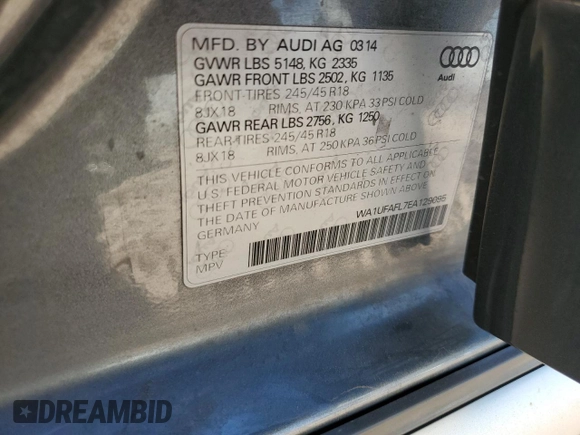 MFD. BY AUDI AG 03 14
GVWR LBS 5148, KG 2335
GAWR FRONT LBS 2502, KG 1135
FRONT-TIRES 245/45 R18
8JX18 RIMS, AT 230 KPA 33 PSI COLD
GAWR REAR LBS 2756, KG 1250
REAR-TIRES 245/45 R18
8JX18 RIMS, AT 250 KPA 36 PSI COLD
THIS VEHICLE CONFORMS TO ALL APPLICABLE
U.S. FEDERAL MOTOR VEHICLE SAFETY AND
THEFT PREVENTION STANDARDS IN EFFECT ON
THE DATE OF MANUFACTURE SHOWN ABOVE
GERMANY
WA1UFAFL7EA129095
TYPE
MPV
Audi
DREAMBID